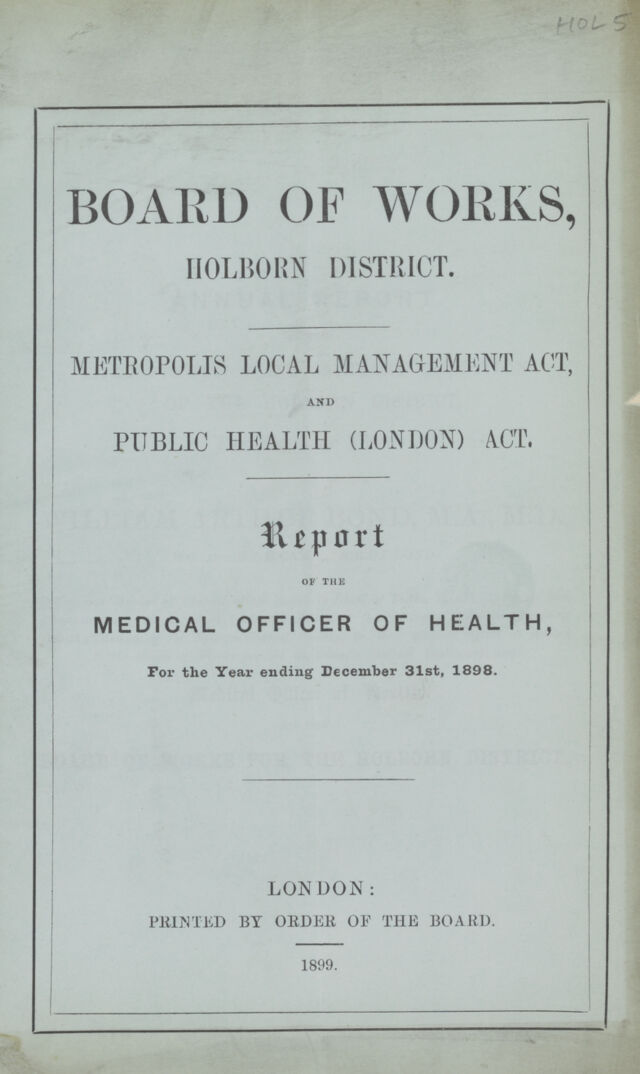 HOL 5
BOARD OF WORKS,
HOLBORN DISTRICT.
METROPOLIS LOCAL MANAGEMENT ACT,
AND
PUBLIC HEALTH (LONDON) ACT.
Report
OF THE
MEDICAL OFFICER OF HEALTH,
For the Year ending December 31st, 1898.
LONDON:
PRINTED BY ORDER OF THE BOARD.
1899.